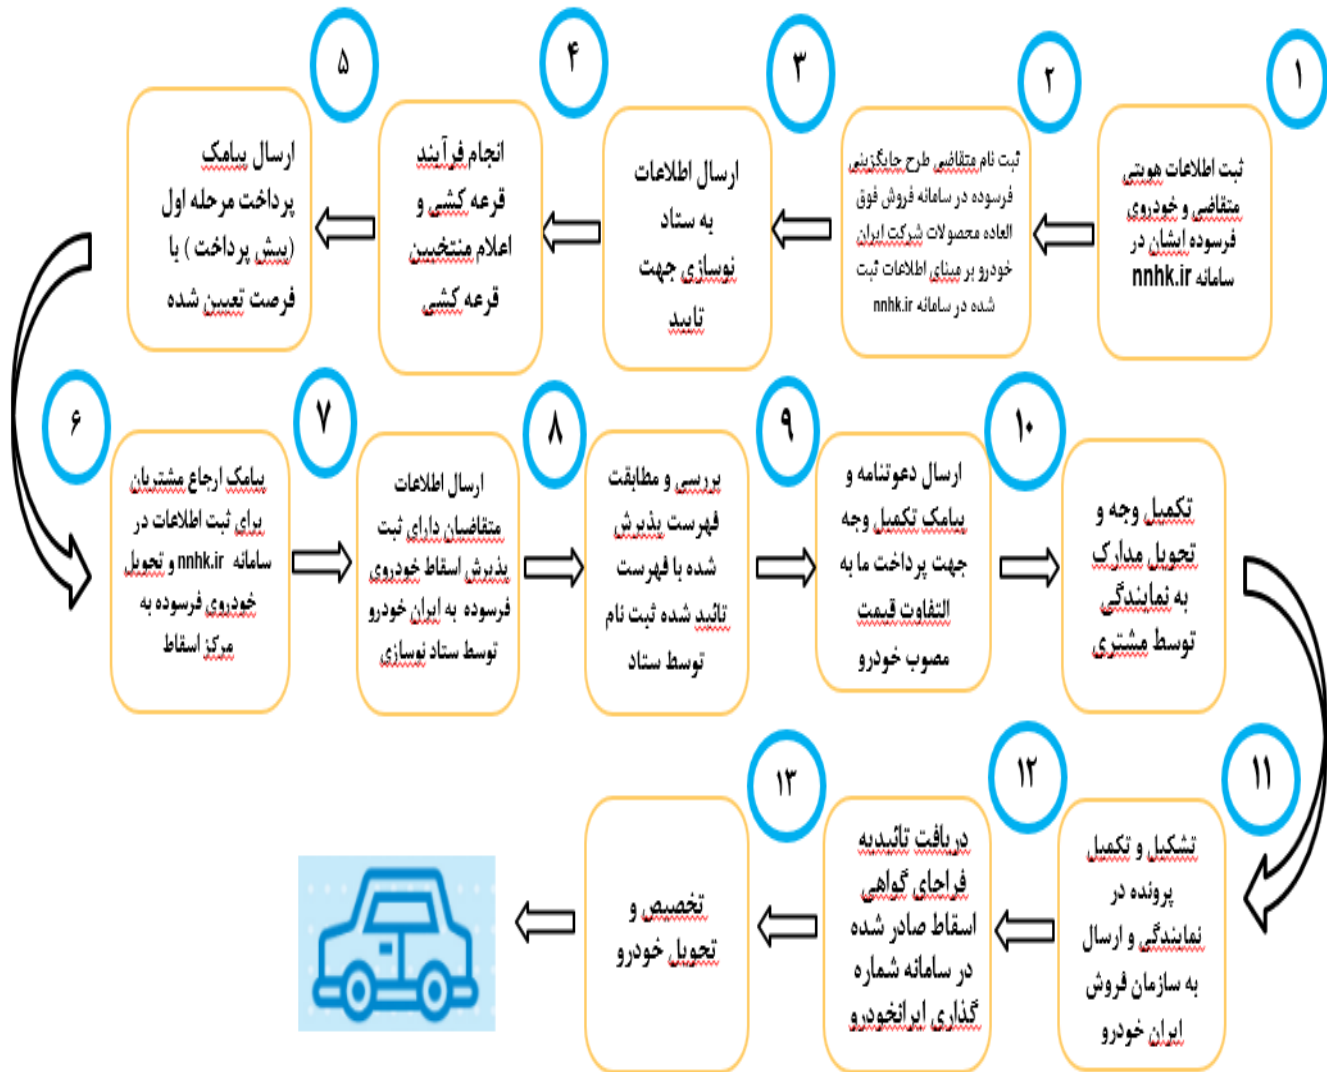 ۱
ثبت اطلاعات هویتی
متقاضی و خودروی
فرسوده ایشان در
سامانه nnhk.ir
۲
ثبت نام متقاضی طرح جایگزینی
فرسوده در سامانه فروش فوق
العاده محصولات شرکت ایران
خودرو بر مبنای اطلاعات ثبت
شده در سامانه nnhk.ir
۳
ارسال اطلاعات
به ستاد
نوسازی جهت
تایید
۴
انجام فرآیند
قرعه کشی و
اعلام منتخبین
قرعه کشی
۵
ارسال پیامک
پرداخت مرحله اول
(پیش پرداخت ) با
فرصت تعیین شده
۶
پیامک ارجاع مشتریان
برای ثبت اطلاعات در
سامانه nnhk.ir و تحویل
خودروی فرسوده به
مرکز اسقاط
۷
ارسال اطلاعات
متقاضیان دارای ثبت
پذیرش اسقاط خودروی
فرسوده به ایران خودرو
توسط ستاد نوسازی
۸
بررسی و مطابقت
فهرست پذیرش
شده با فهرست
تائید شده ثبت نام
توسط ستاد
۹
ارسال دعوتنامه و
پیامک تکمیل وجه
جهت پرداخت ما به
التفاوت قیمت
مصوب خودرو
۱۰
تکمیل وجه و
تحویل مدارک
به نمایندگی
توسط مشتری
۱۱
تشکیل و تکمیل
پرونده در
نمایندگی و ارسال
به سازمان فروش
ایران خودرو
۱۲
دریافت تائیدیه
فراجای گواهی
اسقاط صادر شده
در سامانه شماره
گذاری ایرانخودرو
۱۳
تخصیص و
تحویل خودرو